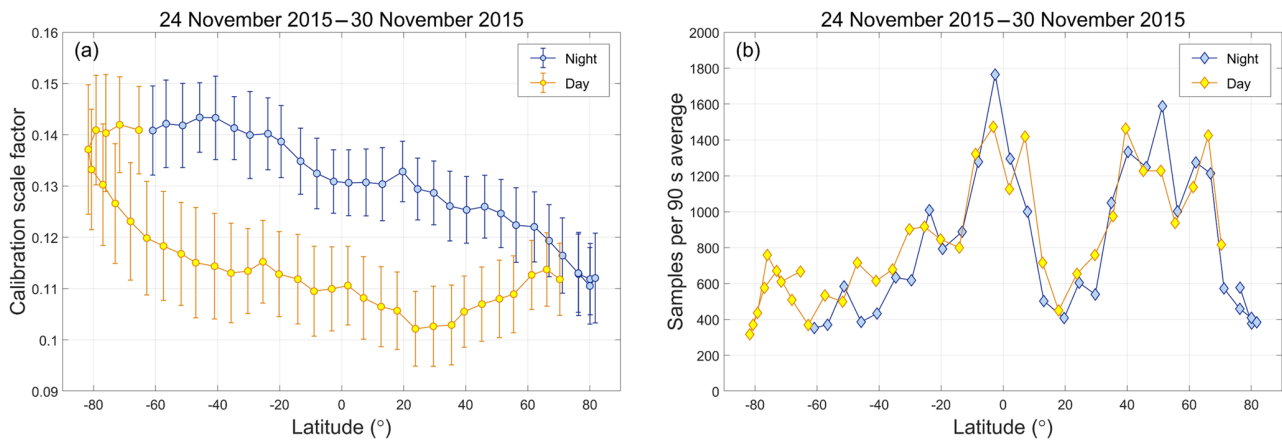 24 November 2015–30 November 2015
(a)
Night
Day
Calibration scale factor
0.16
0.15
0.14
0.13
0.12
0.11
0.1
0.09
-80 -60 -40 -20 0 20 40 60 80
Latitude (°)
24 November 2015–30 November 2015
(b)
Night
Day
Samples per 90 s average
2000
1800
1600
1400
1200
1000
800
600
400
200
0
-80 -60 -40 -20 0 20 40 60 80
Latitude (°)